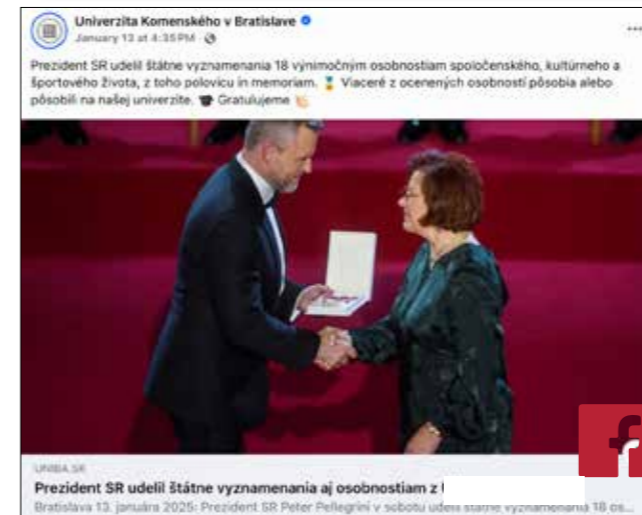 Univerzita Komenského v Bratislave
January 13 at 4:35 PM
Prezident SR udelil štátne vyznamenania 18 výnimočným osobnostiam spoločenského, kultúrneho a
športového života, z toho polovicu in memoriam. Viaceré z ocenených osobností pôsobia alebo
pôsobili na našej univerzite. Gratulujeme
UNIBA.SK
Prezident SR udelil štátne vyznamenania aj osobnostiam z
Bratislava 13. januára 2025: Prezident SR Peter Pellegrini v sobotu udelil štátne vyznamenania 18 os...
f